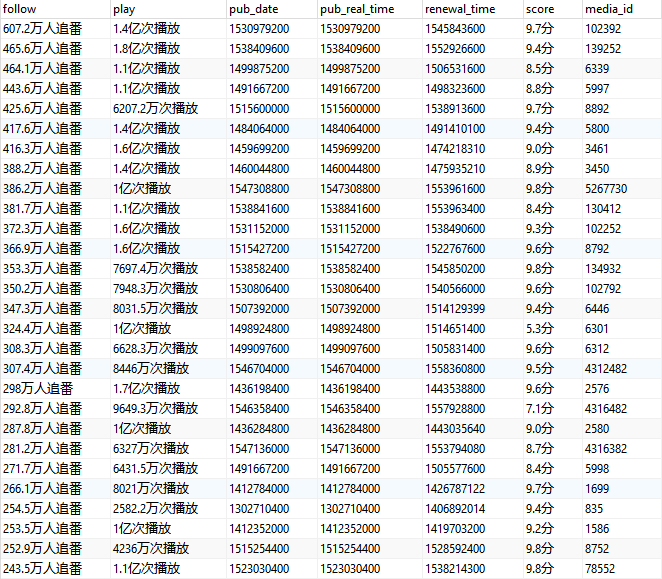 follow play pub_date pub_real_time renewal_time score media_id
607.2万人追番 1.4亿次播放 1530979200 1530979200 1545843600 9.7分 102392
465.6万人追番 1.8亿次播放 1538409600 1538409600 1552926600 9.4分 139252
464.1万人追番 1.1亿次播放 1499875200 1499875200 1506531600 8.5分 6339
443.6万人追番 1.1亿次播放 1491667200 1491667200 1498323600 8.8分 5997
425.6万人追番 6207.2万次播放 1515600000 1515600000 1538913600 9.7分 8892
417.6万人追番 1.4亿次播放 1484064000 1484064000 1491410100 9.4分 5800
416.3万人追番 1.6亿次播放 1459699200 1459699200 1474218310 9.0分 3461
388.2万人追番 1.4亿次播放 1460044800 1460044800 1475935210 8.9分 3450
386.2万人追番 1亿次播放 1547308800 1547308800 1553961600 9.8分 5267730
381.7万人追番 1.1亿次播放 1538841600 1538841600 1553963400 8.4分 130412
372.3万人追番 1.6亿次播放 1531152000 1531152000 1538490600 9.3分 102252
366.9万人追番 1.6亿次播放 1515427200 1515427200 1522767600 9.6分 8792
353.3万人追番 7697.4万次播放 1538582400 1538582400 1545850200 9.8分 134932
350.2万人追番 7948.3万次播放 1530806400 1530806400 1540566000 9.6分 102792
347.3万人追番 8031.5万次播放 1507392000 1507392000 1514129399 9.4分 6446
324.4万人追番 1亿次播放 1498924800 1498924800 1514651400 5.3分 6301
308.3万人追番 6628.3万次播放 1499097600 1499097600 1505831400 9.6分 6312
307.4万人追番 8446万次播放 1546704000 1546704000 1558360800 9.5分 4312482
298万人追番 1.7亿次播放 1436198400 1436198400 1443538800 9.6分 2576
292.8万人追番 9649.3万次播放 1546358400 1546358400 1557928800 7.1分 4316482
287.8万人追番 1亿次播放 1436284800 1436284800 1443035640 9.0分 2580
281.2万人追番 6327万次播放 1547136000 1547136000 1553794080 8.7分 4316382
271.7万人追番 6431.5万次播放 1491667200 1491667200 1505577600 8.4分 5998
266.1万人追番 8021万次播放 1412784000 1412784000 1426787122 9.7分 1699
254.5万人追番 2582.2万次播放 1302710400 1302710400 1406892014 9.4分 835
253.5万人追番 1亿次播放 1412352000 1412352000 1419703200 9.2分 1586
252.9万人追番 4236万次播放 1515254400 1515254400 1528592400 9.8分 8752
243.5万人追番 1.1亿次播放 1523030400 1523030400 1538214300 9.8分 78552